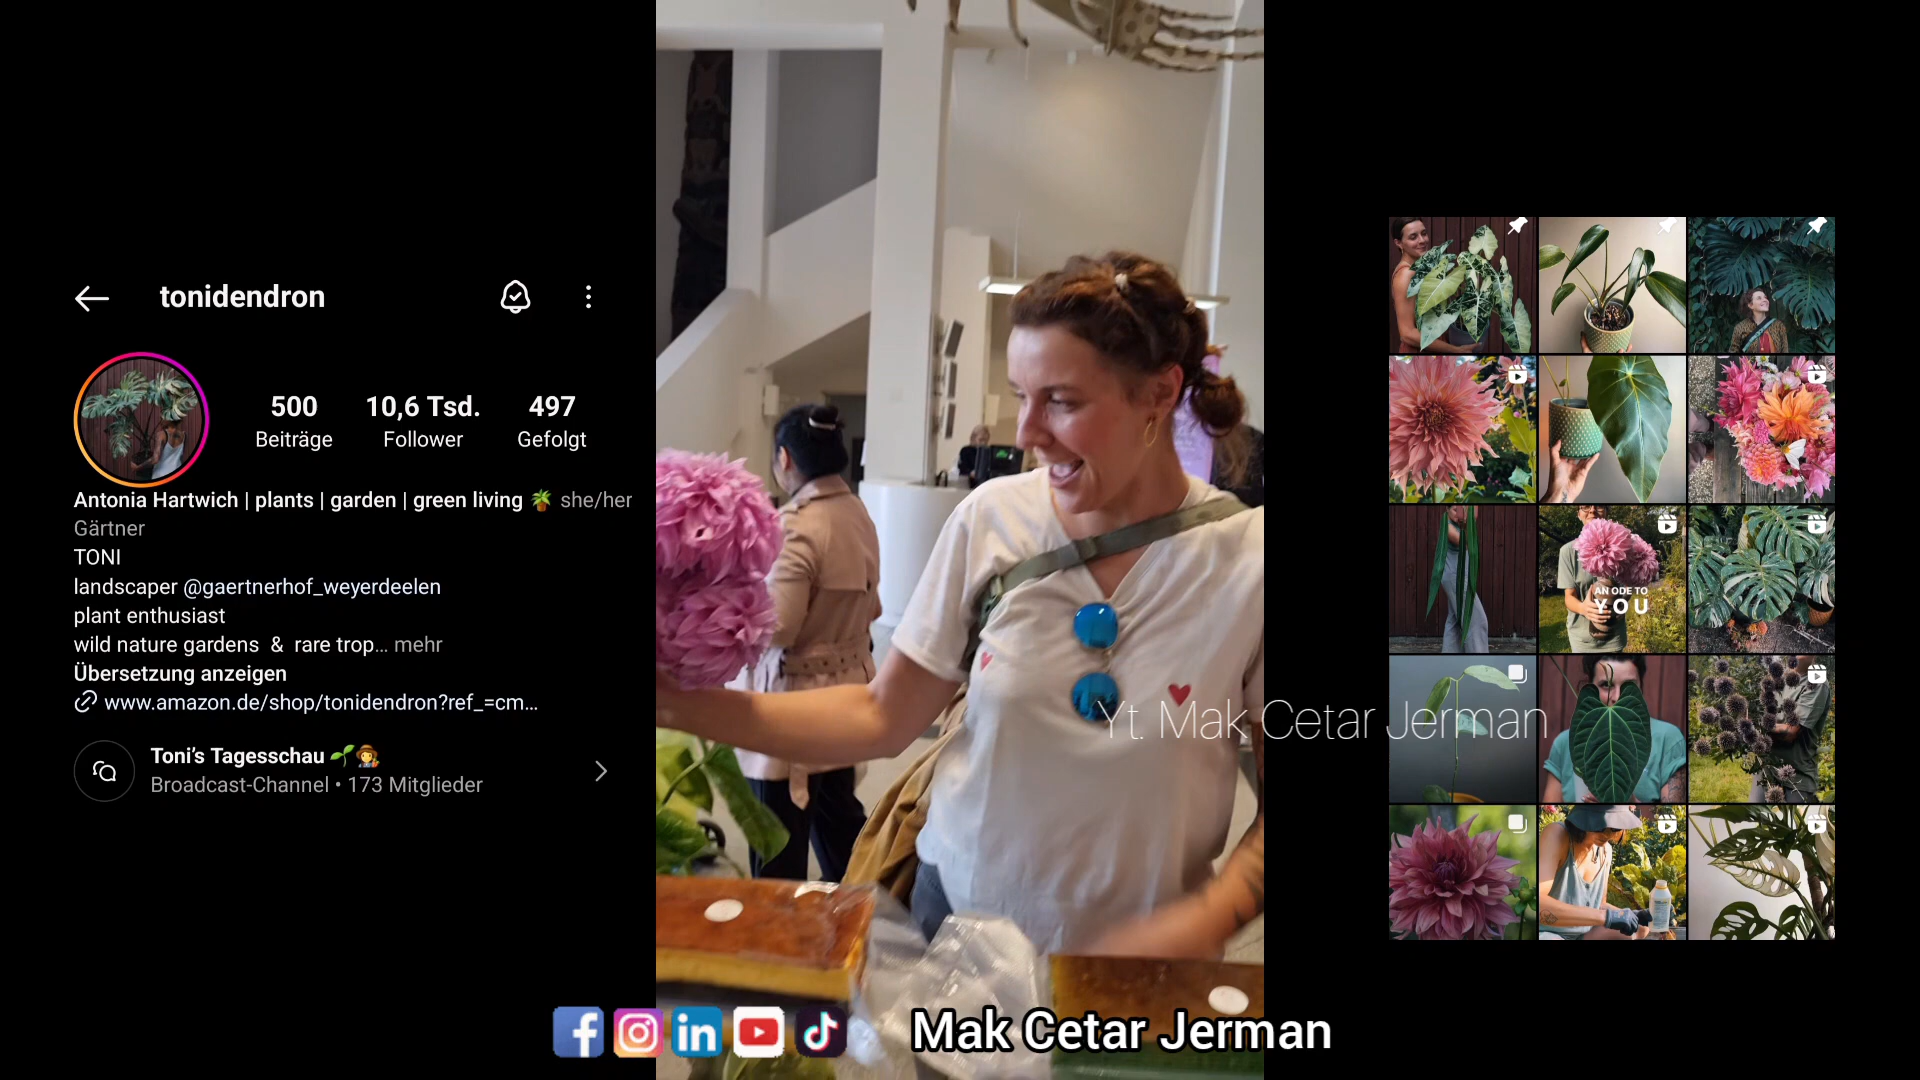 tonidendron
500
10,6 Tsd.
497
Beiträge
Follower
Gefolgt
Antonia Hartwich | plants | garden | green living 🌴 she/her
Gärtner
TONI
landscaper @gaertnerhof_weyerdeelen
plant enthusiast
wild nature gardens & rare trop... mehr
Übersetzung anzeigen
www.amazon.de/shop/tonidendron?ref_=cm...
Toni's Tagesschau 🌱👩‍🌾
Broadcast-Channel • 173 Mitglieder
AN ODE TO
YOU
Yt. Mak Cetar Jerman
Mak Cetar Jerman